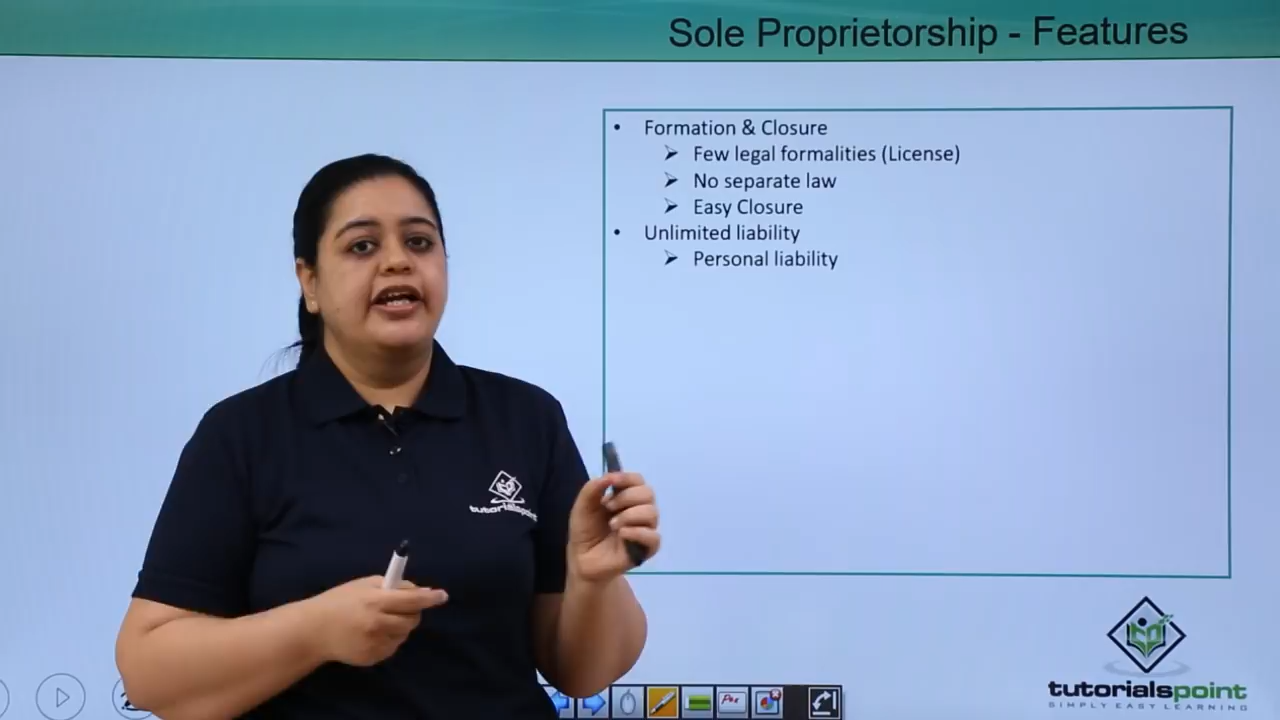 Sole Proprietorship - Features
• Formation & Closure
➢ Few legal formalities (License)
➢ No separate law
➢ Easy Closure
• Unlimited liability
➢ Personal liability
tutorialspoint
tutorialspoint
SIMPLY EASY LEARNING